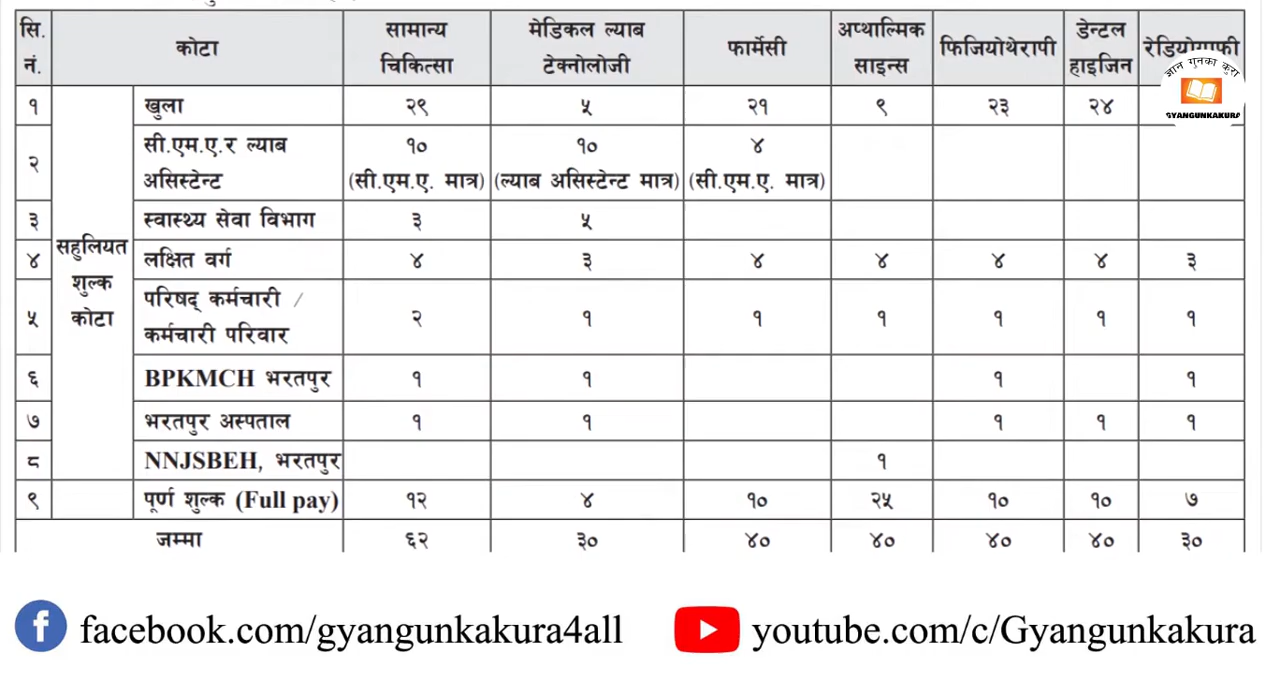 सि. नं. | कोटा | सामान्य चिकित्सा | मेडिकल ल्याब टेक्नोलोजी | फार्मेसी | अप्थाल्मिक साइन्स | फिजियोथेरापी | डेन्टल हाइजिन | रेडियोग्राफी
ज्ञान गुनका कुरा
GYANGUNKAKURA
१ | सहुलियत शुल्क कोटा | खुला | २९ | ५ | २१ | ९ | २३ | २४
२ | सी.एम.ए.र ल्याब असिस्टेन्ट | १० (सी.एम.ए. मात्र) | १० (ल्याब असिस्टेन्ट मात्र) | ४ (सी.एम.ए. मात्र)
३ | स्वास्थ्य सेवा विभाग | ३ | ५
४ | लक्षित वर्ग | ४ | ३ | ४ | ४ | ४ | ४ | ३
५ | परिषद् कर्मचारी / कर्मचारी परिवार | २ | १ | १ | १ | १ | १ | १
६ | BPKMCH भरतपुर | १ | १ | | | १ | | १
७ | भरतपुर अस्पताल | १ | १ | | | १ | १ | १
८ | NNJSBEH, भरतपुर | | | | १
९ | पूर्ण शुल्क (Full pay) | १२ | ४ | १० | २५ | १० | १० | ७
जम्मा | ६२ | ३० | ४० | ४० | ४० | ४० | ३०
facebook.com/gyangunkakura4all
youtube.com/c/Gyangunkakura